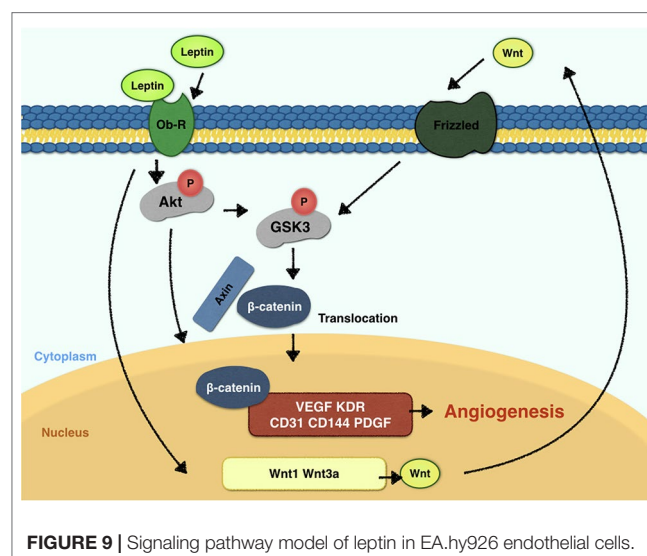 Leptin
Wnt
Leptin
Ob-R
Frizzled
P
Akt
P
GSK3
Axin
β-catenin
Translocation
Cytoplasm
β-catenin
VEGF KDR
CD31 CD144 PDGF
Angiogenesis
Nucleus
Wnt1 Wnt3a
Wnt
FIGURE 9 | Signaling pathway model of leptin in EA.hy926 endothelial cells.